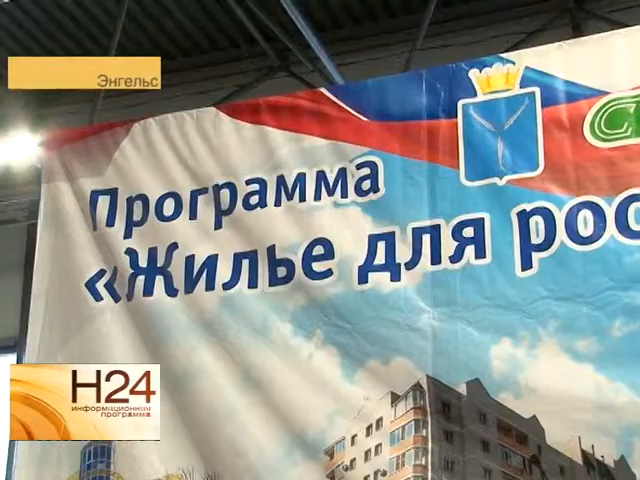 Энгельс
Программа
«Жилье для рос
Н24
информационная
программа